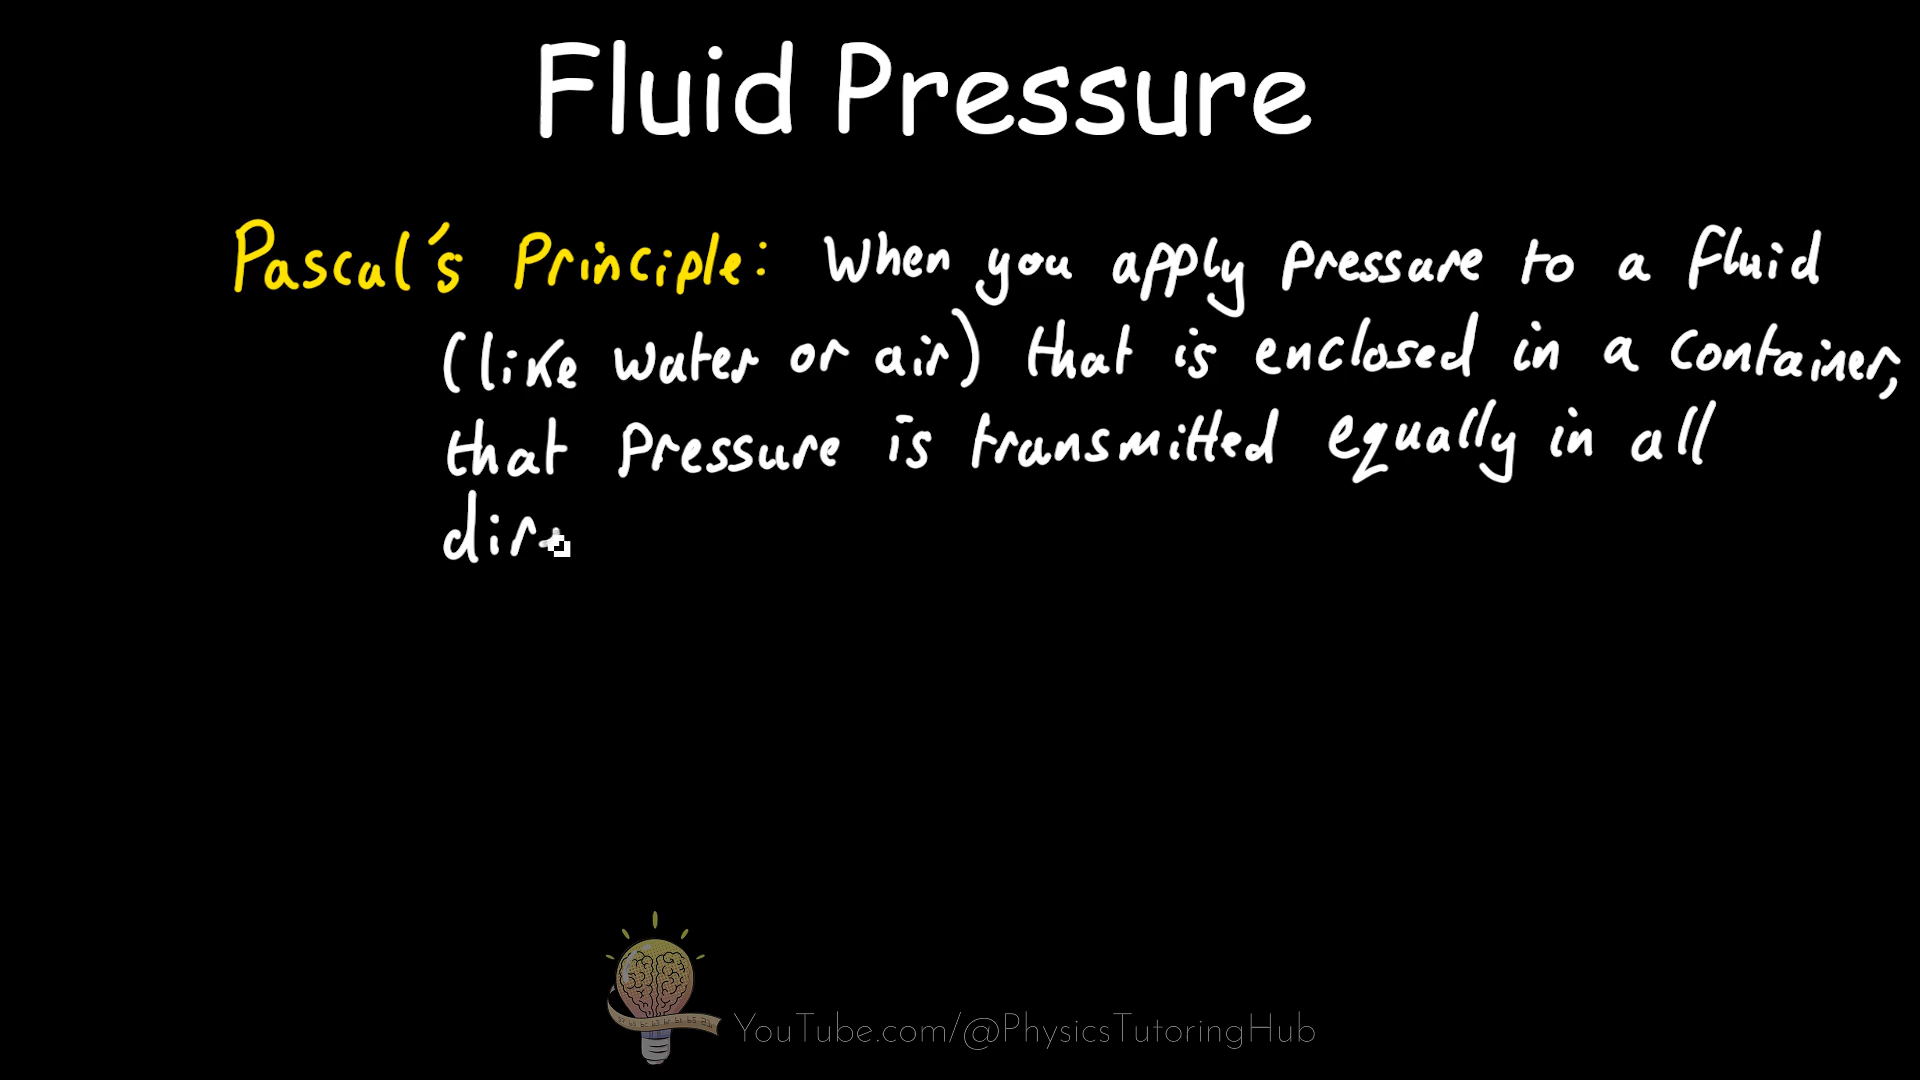 Fluid Pressure
Pascal's Principle: When you apply pressure to a fluid
(like water or air) that is enclosed in a container,
that pressure is transmitted equally in all
dir
YouTube.com/@PhysicsTutoringHub